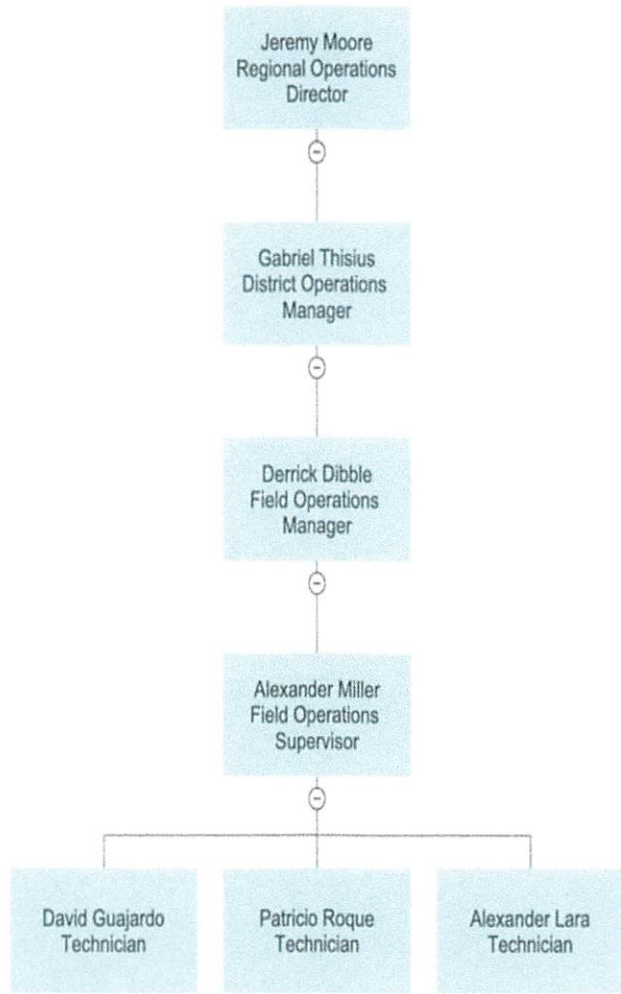 Jeremy Moore
Regional Operations
Director
Gabriel Thisius
District Operations
Manager
Derrick Dibble
Field Operations
Manager
Alexander Miller
Field Operations
Supervisor
David Guajardo
Technician
Patricio Roque
Technician
Alexander Lara
Technician